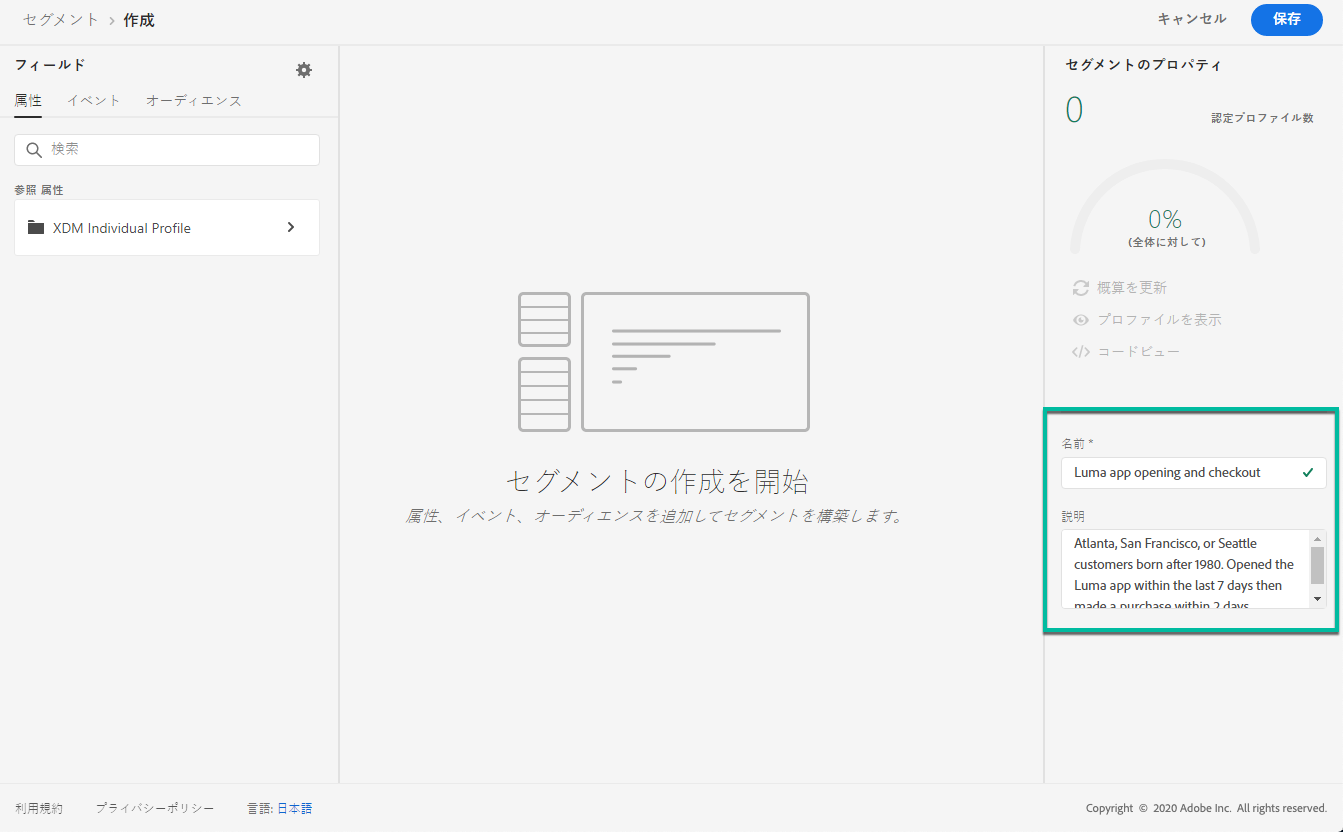 セグメント › 作成
キャンセル
保存
フィールド
属性 イベント オーディエンス
検索
参照 属性
XDM Individual Profile
セグメントの作成を開始
属性、イベント、オーディエンスを追加してセグメントを構築します。
セグメントのプロパティ
0
認定プロファイル数
0%
(全体に対して)
概算を更新
プロファイルを表示
</> コードビュー
名前 *
Luma app opening and checkout
説明
Atlanta, San Francisco, or Seattle
customers born after 1980. Opened the
Luma app within the last 7 days then
made a purchase within 2 days
利用規約 プライバシーポリシー 言語: 日本語
Copyright © 2020 Adobe Inc. All rights reserved.